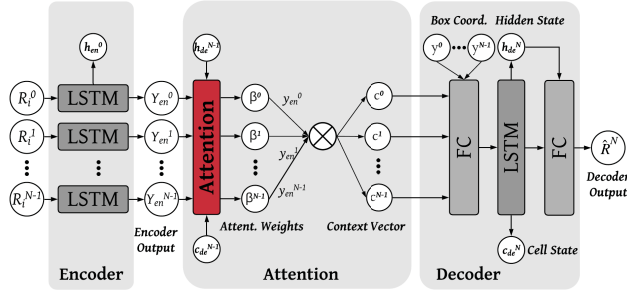 Box Coord. Hidden State
h_en^0 h_de^N-1 y^0 ••• y^N-1 h_de^N
R_i^0 LSTM Y_en^0 β^0 y_en^0 c^0
R_i^1 LSTM Y_en^1 Attention β^1 y_en^1 c^1 FC LSTM FC R^N
R_i^N-1 LSTM Y_en^N-1 β^N-1 y_en^N-1 c^N-1
Decoder
Output
Encoder
Output
Attent. Weights Context Vector
c_de^N-1 c_de^N Cell State
Encoder Attention Decoder